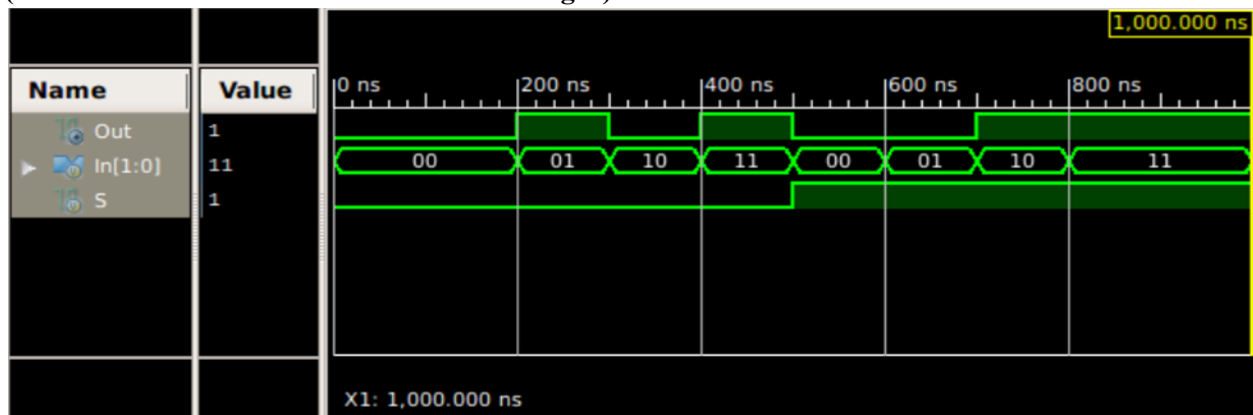 1,000.000 ns
Name Value 0 ns 200 ns 400 ns 600 ns 800 ns
Out 1
In[1:0] 11 00 01 10 11 00 01 10 11
S 1
X1: 1,000.000 ns